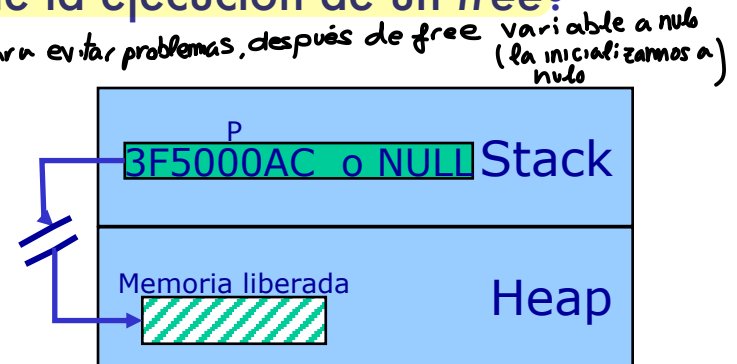 de la ejecución de un free?
para evitar problemas, después de free variable a nulo
(la inicializamos a
nulo)
P
3F5000AC o NULL Stack
Memoria liberada
Heap